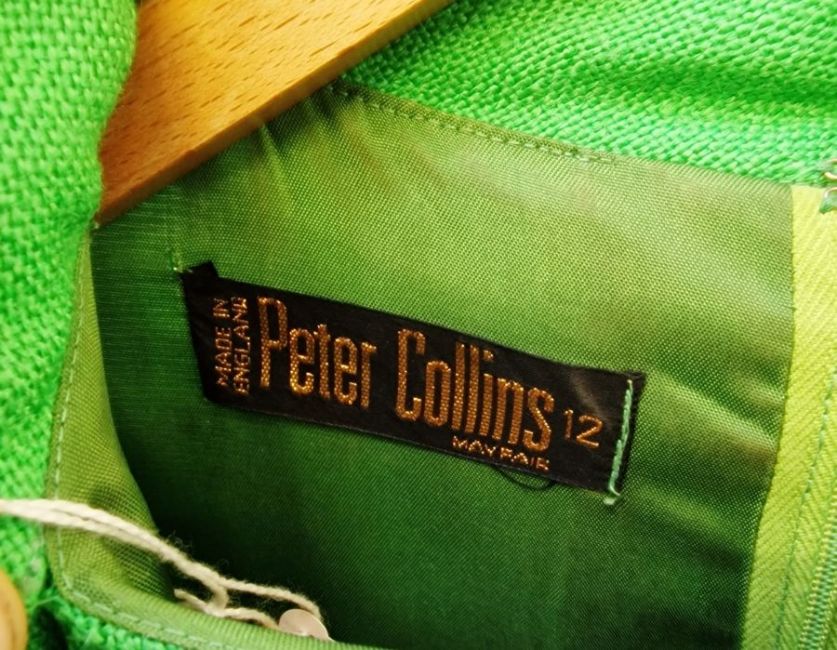 MADE IN
ENGLAND
Peter Collins
MAYFAIR
12